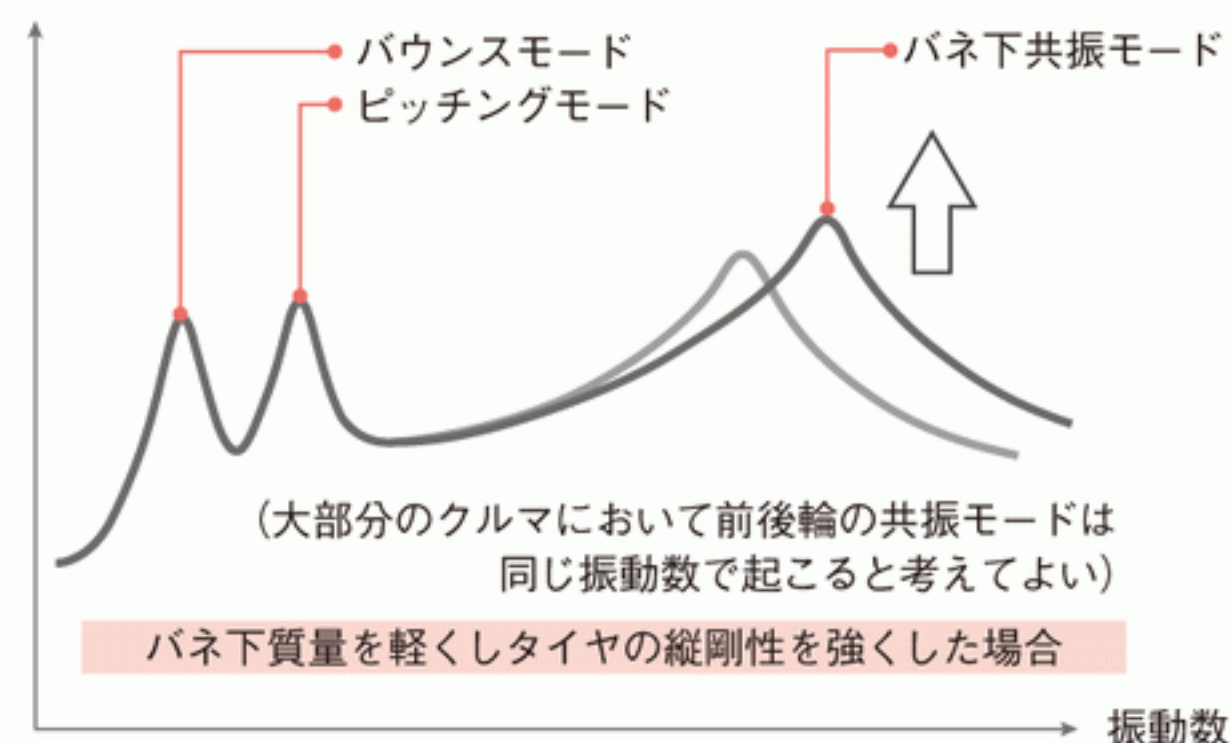 バウンスモード
ピッチングモード
バネ下共振モード
（大部分のクルマにおいて前後輪の共振モードは
同じ振動数で起こると考えてよい）
バネ下質量を軽くしタイヤの縦剛性を強くした場合
振動数